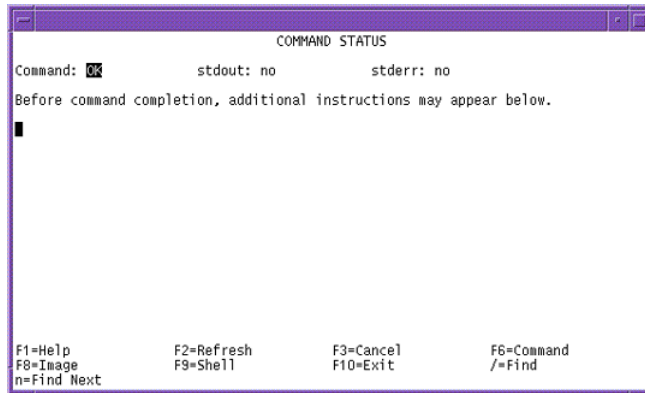 COMMAND STATUS
Command: OK stdout: no stderr: no
Before command completion, additional instructions may appear below.
F1=Help F2=Refresh F3=Cancel F6=Command
F8=Image F9=Shell F10=Exit /=Find
n=Find Next